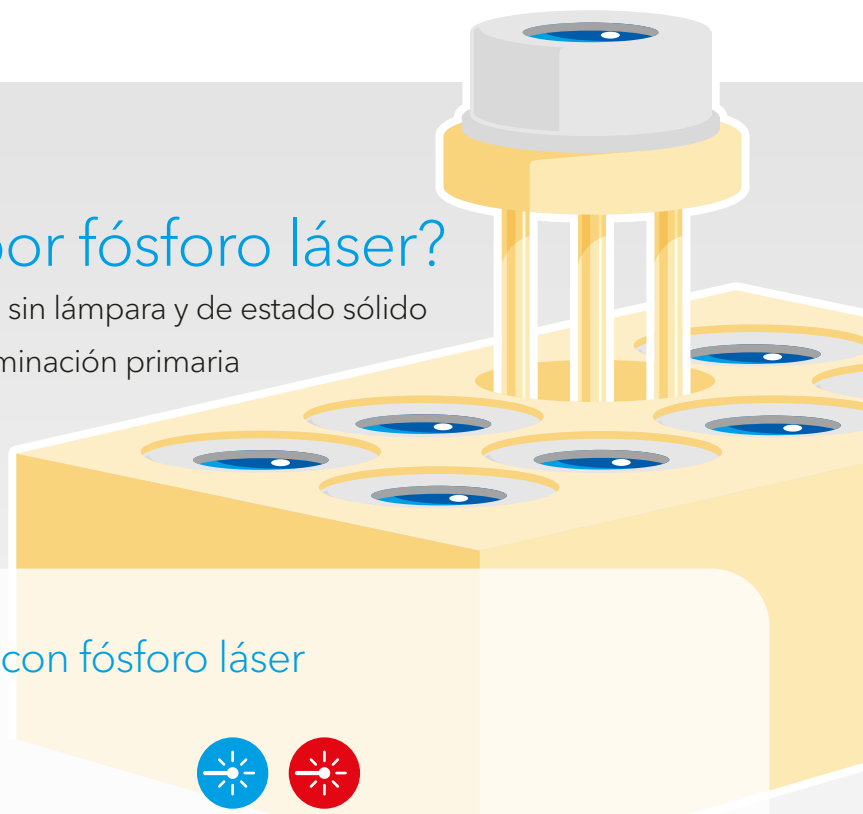 por fósforo láser?
sin lámpara y de estado sólido
minación primaria
con fósforo láser